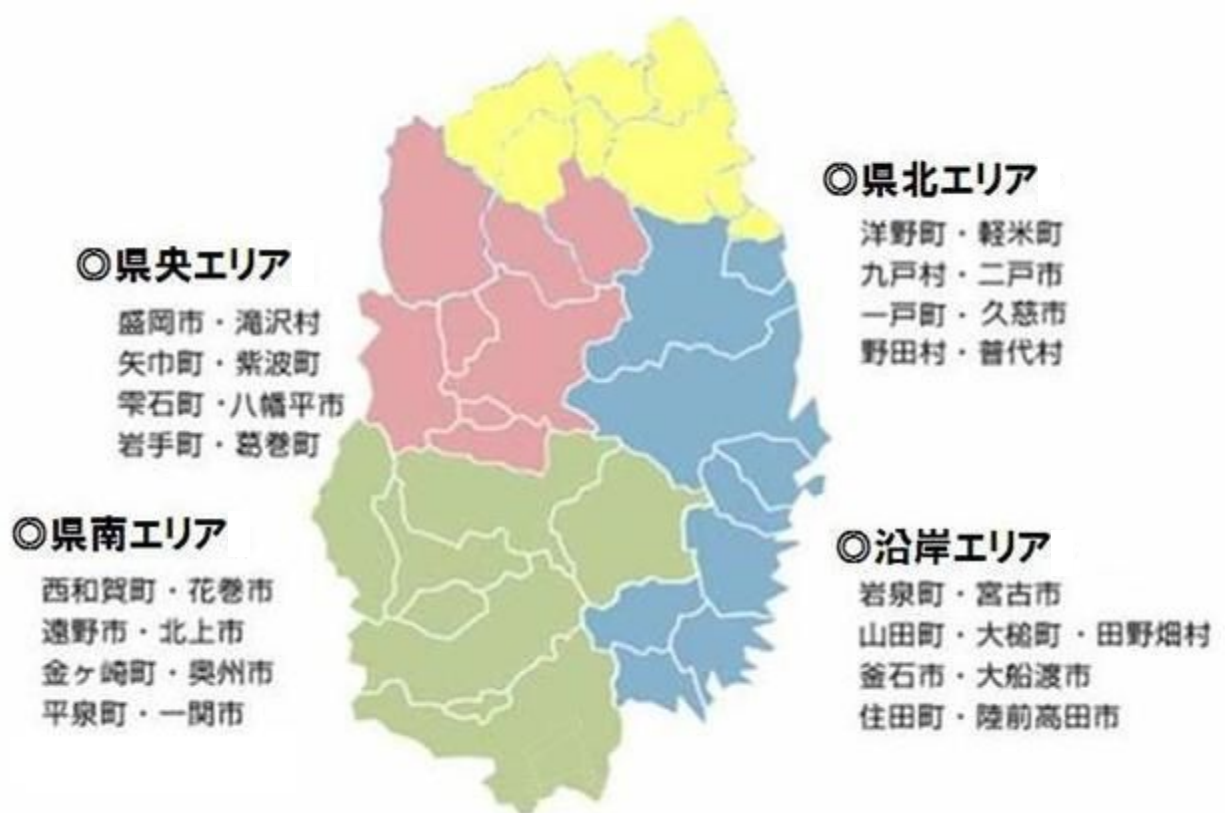 ◎県北エリア
洋野町・軽米町
九戸村・二戸市
一戸町・久慈市
野田村・普代村
◎県央エリア
盛岡市・滝沢村
矢巾町・紫波町
雫石町・八幡平市
岩手町・葛巻町
◎県南エリア
西和賀町・花巻市
遠野市・北上市
金ヶ崎町・奥州市
平泉町・一関市
◎沿岸エリア
岩泉町・宮古市
山田町・大槌町・田野畑村
釜石市・大船渡市
住田町・陸前高田市